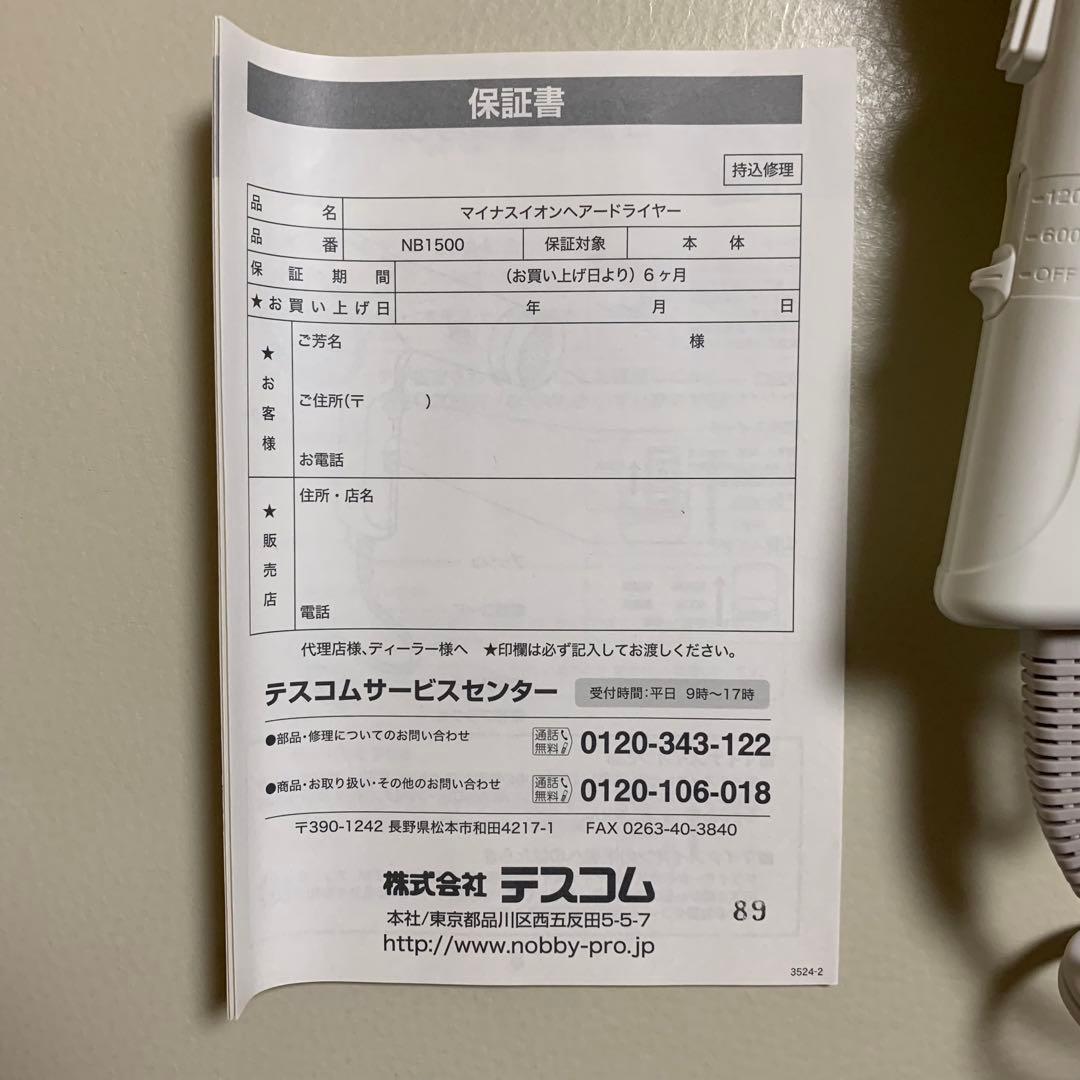 保証書
持込修理
品名 マイナスイオンヘアードライヤー
品番 NB1500 保証対象 本体
保証期間 (お買い上げ日より) 6ヶ月
★お買い上げ日 年 月 日
★お客様
ご芳名 様
ご住所(〒 )
お電話
★販売店
住所・店名
電話
代理店様、ディーラー様へ ★印欄は必ず記入してお渡しください。
テスコムサービスセンター 受付時間:平日 9時〜17時
●部品・修理についてのお問い合わせ 通話無料 0120-343-122
●商品・お取り扱い・その他のお問い合わせ 通話無料 0120-106-018
〒390-1242 長野県松本市和田4217-1 FAX 0263-40-3840
株式会社 テスコム
本社/東京都品川区西五反田5-5-7
http://www.nobby-pro.jp
89
3524-2
-120
-600
-OFF